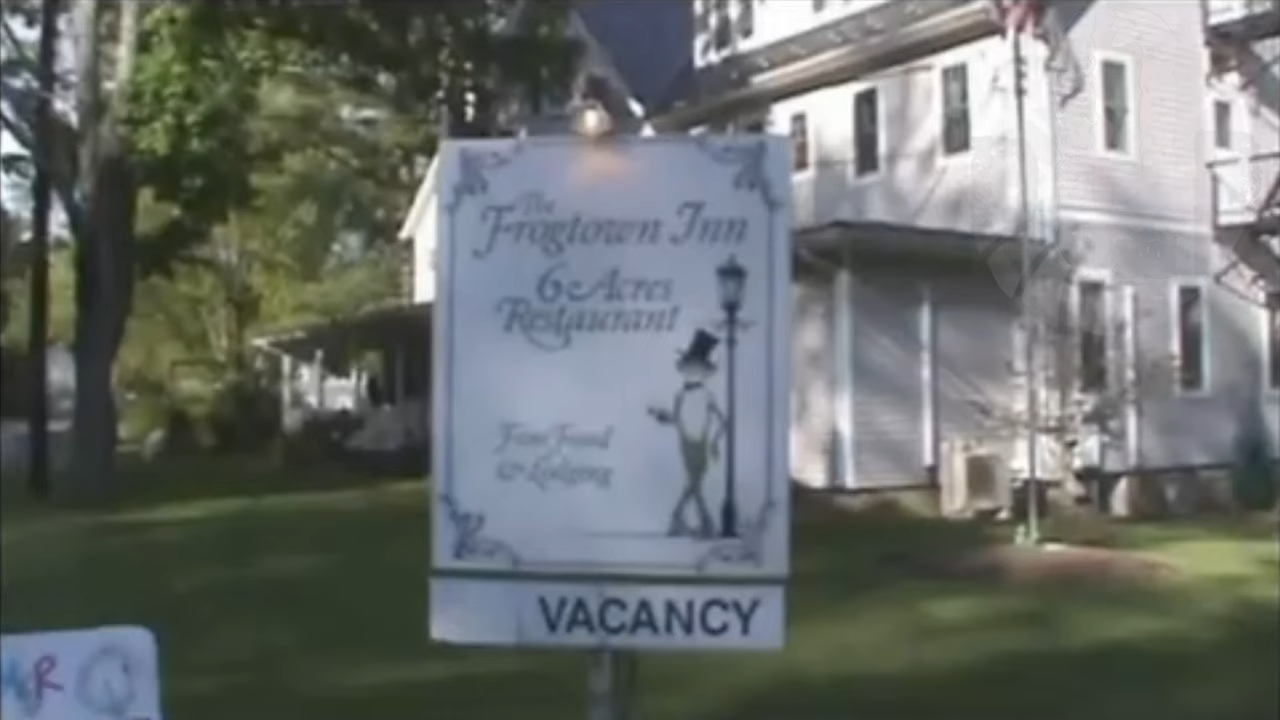 The
Frogtown Inn
6 Acres
Restaurant
Fine Food
& Lodging
VACANCY
R Q